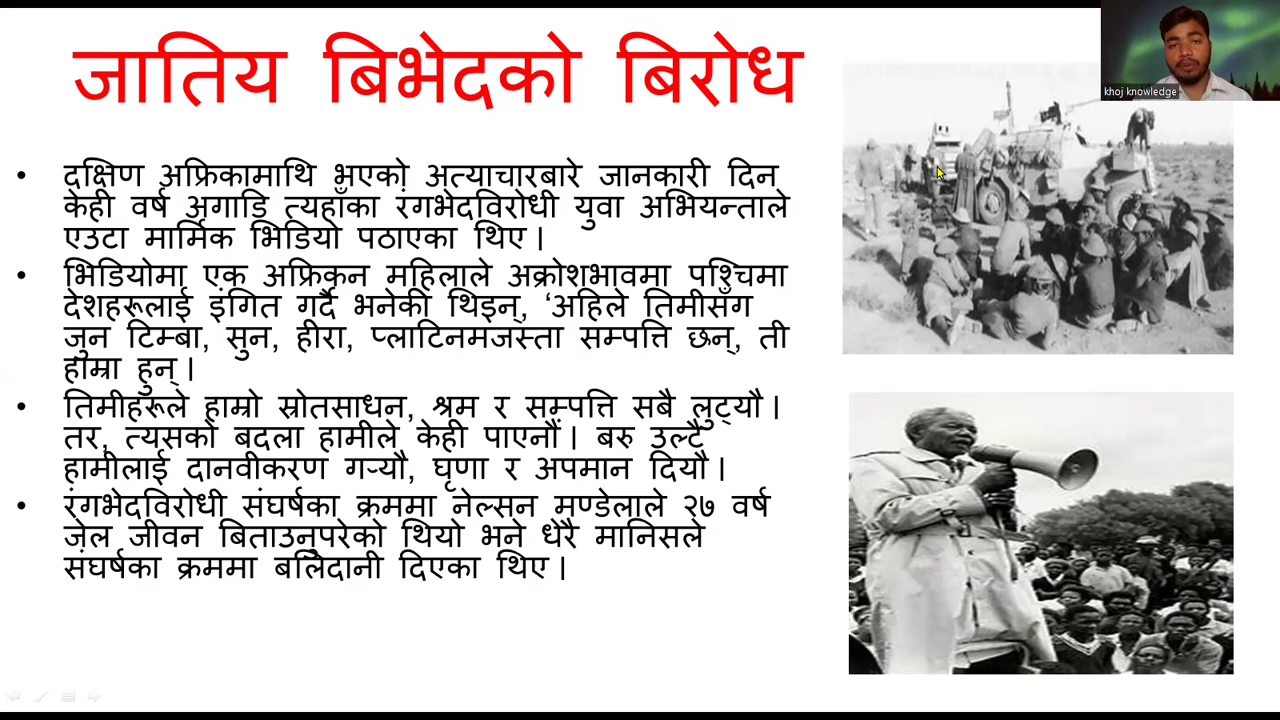 जातिय बिभेदको बिरोध
khoj knowledge
• दक्षिण अफ्रिकामाथि भएको अत्याचारबारे जानकारी दिन
केही वर्ष अगाडि त्यहाँका रंगभेदविरोधी युवा अभियन्ताले
एउटा मार्मिक भिडियो पठाएका थिए ।
• भिडियोमा एक अफ्रिकन महिलाले अक्रोशभावमा पश्चिमा
देशहरूलाई इंगित गर्दै भनेकी थिइन्, ‘अहिले तिमीसँग
जुन टिम्बा, सुन, हीरा, प्लाटिनमजस्ता सम्पत्ति छन्, ती
हाम्रा हुन् ।
• तिमीहरूले हाम्रो स्रोतसाधन, श्रम र सम्पत्ति सबै लुट्यौ ।
तर, त्यसको बदला हामीले केही पाएनौं । बरु उल्टै
हामीलाई दानवीकरण गर्‍यौ, घृणा र अपमान दियौ ।
• रंगभेदविरोधी संघर्षका क्रममा नेल्सन मण्डेलाले २७ वर्ष
जेल जीवन बिताउनुपरेको थियो भने धेरै मानिसले
संघर्षका क्रममा बलिदानी दिएका थिए ।